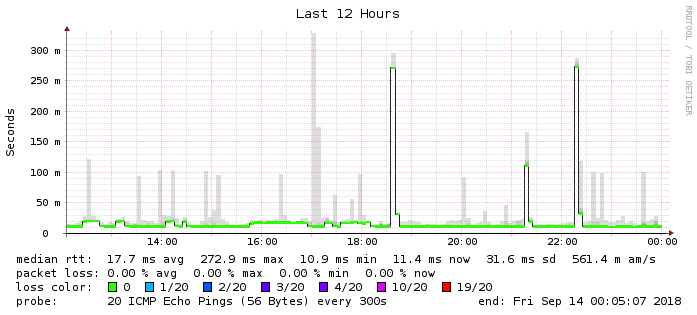 Last 12 Hours
RRDTOOL / TOBI OETIKER
Seconds
300 m
250 m
200 m
150 m
100 m
50 m
0
14:00 16:00 18:00 20:00 22:00 00:00
median rtt: 17.7 ms avg 272.9 ms max 10.9 ms min 11.4 ms now 31.6 ms sd 561.4 m am/s
packet loss: 0.00 % avg 0.00 % max 0.00 % min 0.00 % now
loss color: 0 1/20 2/20 3/20 4/20 10/20 19/20
probe: 20 ICMP Echo Pings (56 Bytes) every 300s end: Fri Sep 14 00:05:07 2018